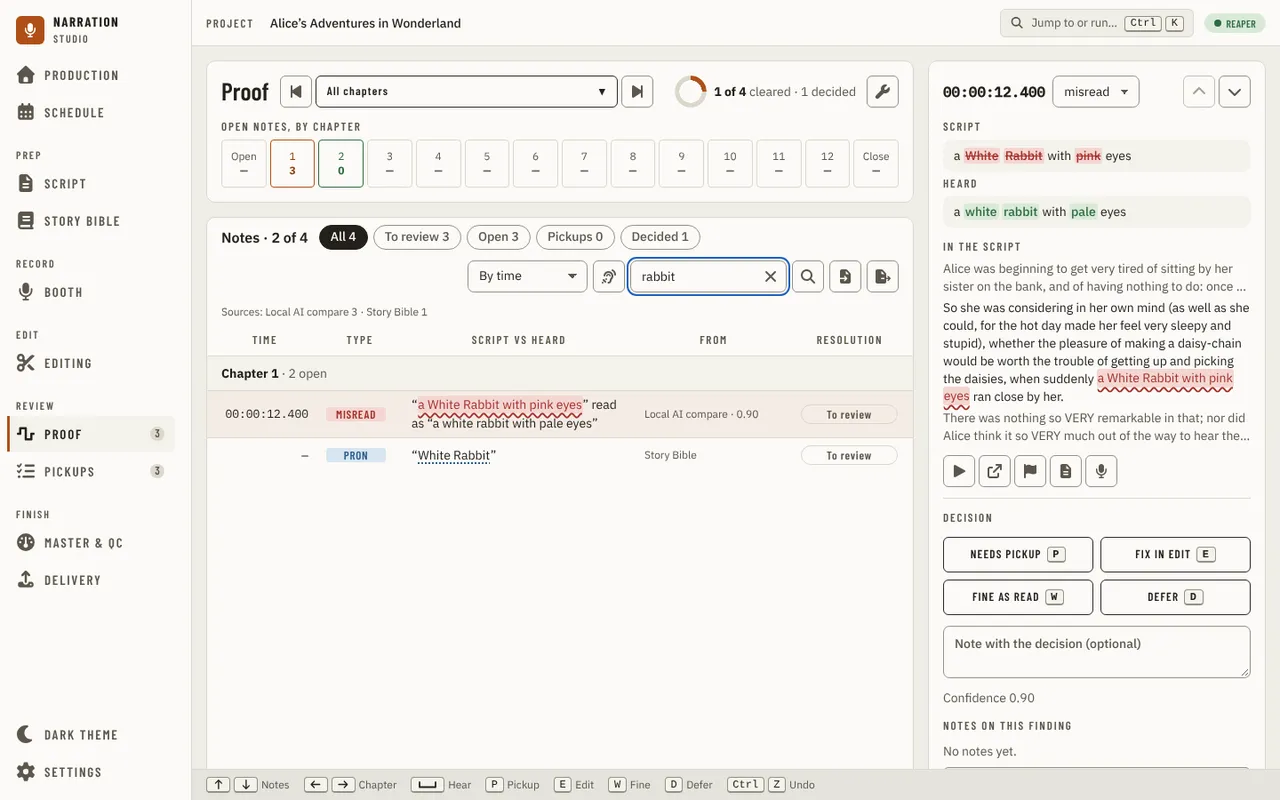 NARRATION
STUDIO
PRODUCTION
SCHEDULE
PREP
SCRIPT
STORY BIBLE
RECORD
BOOTH
EDIT
EDITING
REVIEW
PROOF 3
PICKUPS 3
FINISH
MASTER & QC
DELIVERY
DARK THEME
SETTINGS
PROJECT Alice's Adventures in Wonderland
Jump to or run... Ctrl K
REAPER
Proof
All chapters
1 of 4 cleared · 1 decided
OPEN NOTES, BY CHAPTER
Open 1 2 3 4 5 6 7 8 9 10 11 12 Close
– 3 0 – – – – – – – – – – –
Notes · 2 of 4 All 4 To review 3 Open 3 Pickups 0 Decided 1
By time rabbit
Sources: Local AI compare 3 · Story Bible 1
TIME TYPE SCRIPT VS HEARD FROM RESOLUTION
Chapter 1 · 2 open
00:00:12.400 MISREAD “a White Rabbit with pink eyes” read Local AI compare · 0.90 To review
as “a white rabbit with pale eyes”
– PRON “White Rabbit” Story Bible To review
00:00:12.400 misread
SCRIPT
a White Rabbit with pink eyes
HEARD
a white rabbit with pale eyes
IN THE SCRIPT
Alice was beginning to get very tired of sitting by her
sister on the bank, and of having nothing to do: once ...
So she was considering in her own mind (as well as she
could, for the hot day made her feel very sleepy and
stupid), whether the pleasure of making a daisy-chain
would be worth the trouble of getting up and picking
the daisies, when suddenly a White Rabbit with pink
eyes ran close by her.
There was nothing so VERY remarkable in that; nor did
Alice think it so VERY much out of the way to hear the...
DECISION
NEEDS PICKUP P FIX IN EDIT E
FINE AS READ W DEFER D
Note with the decision (optional)
Confidence 0.90
NOTES ON THIS FINDING
No notes yet.
↑ ↓ Notes ← → Chapter Hear P Pickup E Edit W Fine D Defer Ctrl Z Undo